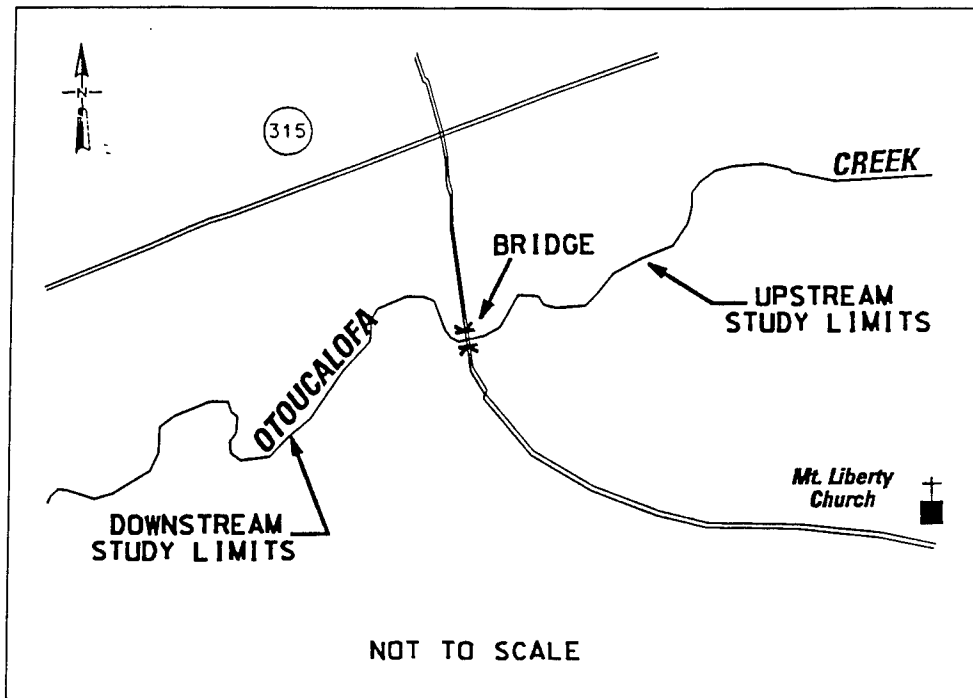 N
315
CREEK
BRIDGE
UPSTREAM
STUDY LIMITS
OTOUCALOFA
Mt. Liberty
Church
DOWNSTREAM
STUDY LIMITS
NOT TO SCALE